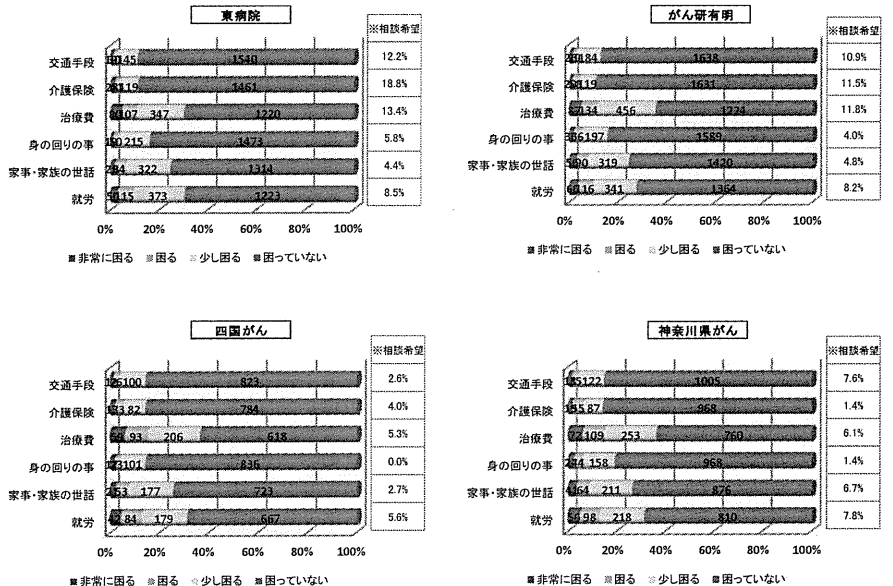 東病院
※相談希望
交通手段 145 1540 12.2%
介護保険 119 1461 18.8%
治療費 107 347 1220 13.4%
身の回りの事 215 1473 5.8%
家事・家族の世話 322 1314 4.4%
就労 115 373 1223 8.5%
0% 20% 40% 60% 80% 100%
■非常に困る ■困る ■少し困る ■困っていない
がん研有明
※相談希望
交通手段 184 1638 10.9%
介護保険 119 1631 11.5%
治療費 134 456 1224 11.8%
身の回りの事 197 1589 4.0%
家事・家族の世話 90 319 1420 4.8%
就労 116 341 1364 8.2%
0% 20% 40% 60% 80% 100%
■非常に困る ■困る ■少し困る ■困っていない
四国がん
※相談希望
交通手段 100 823 2.6%
介護保険 82 784 4.0%
治療費 93 206 618 5.3%
身の回りの事 101 836 0.0%
家事・家族の世話 53 177 723 2.7%
就労 42 84 179 667 5.6%
0% 20% 40% 60% 80% 100%
■非常に困る ■困る ■少し困る ■困っていない
神奈川県がん
※相談希望
交通手段 122 1005 7.6%
介護保険 87 968 1.4%
治療費 72 109 253 760 6.1%
身の回りの事 158 968 1.4%
家事・家族の世話 64 211 876 6.7%
就労 98 218 810 7.8%
0% 20% 40% 60% 80% 100%
■非常に困る ■困る ■少し困る ■困っていない